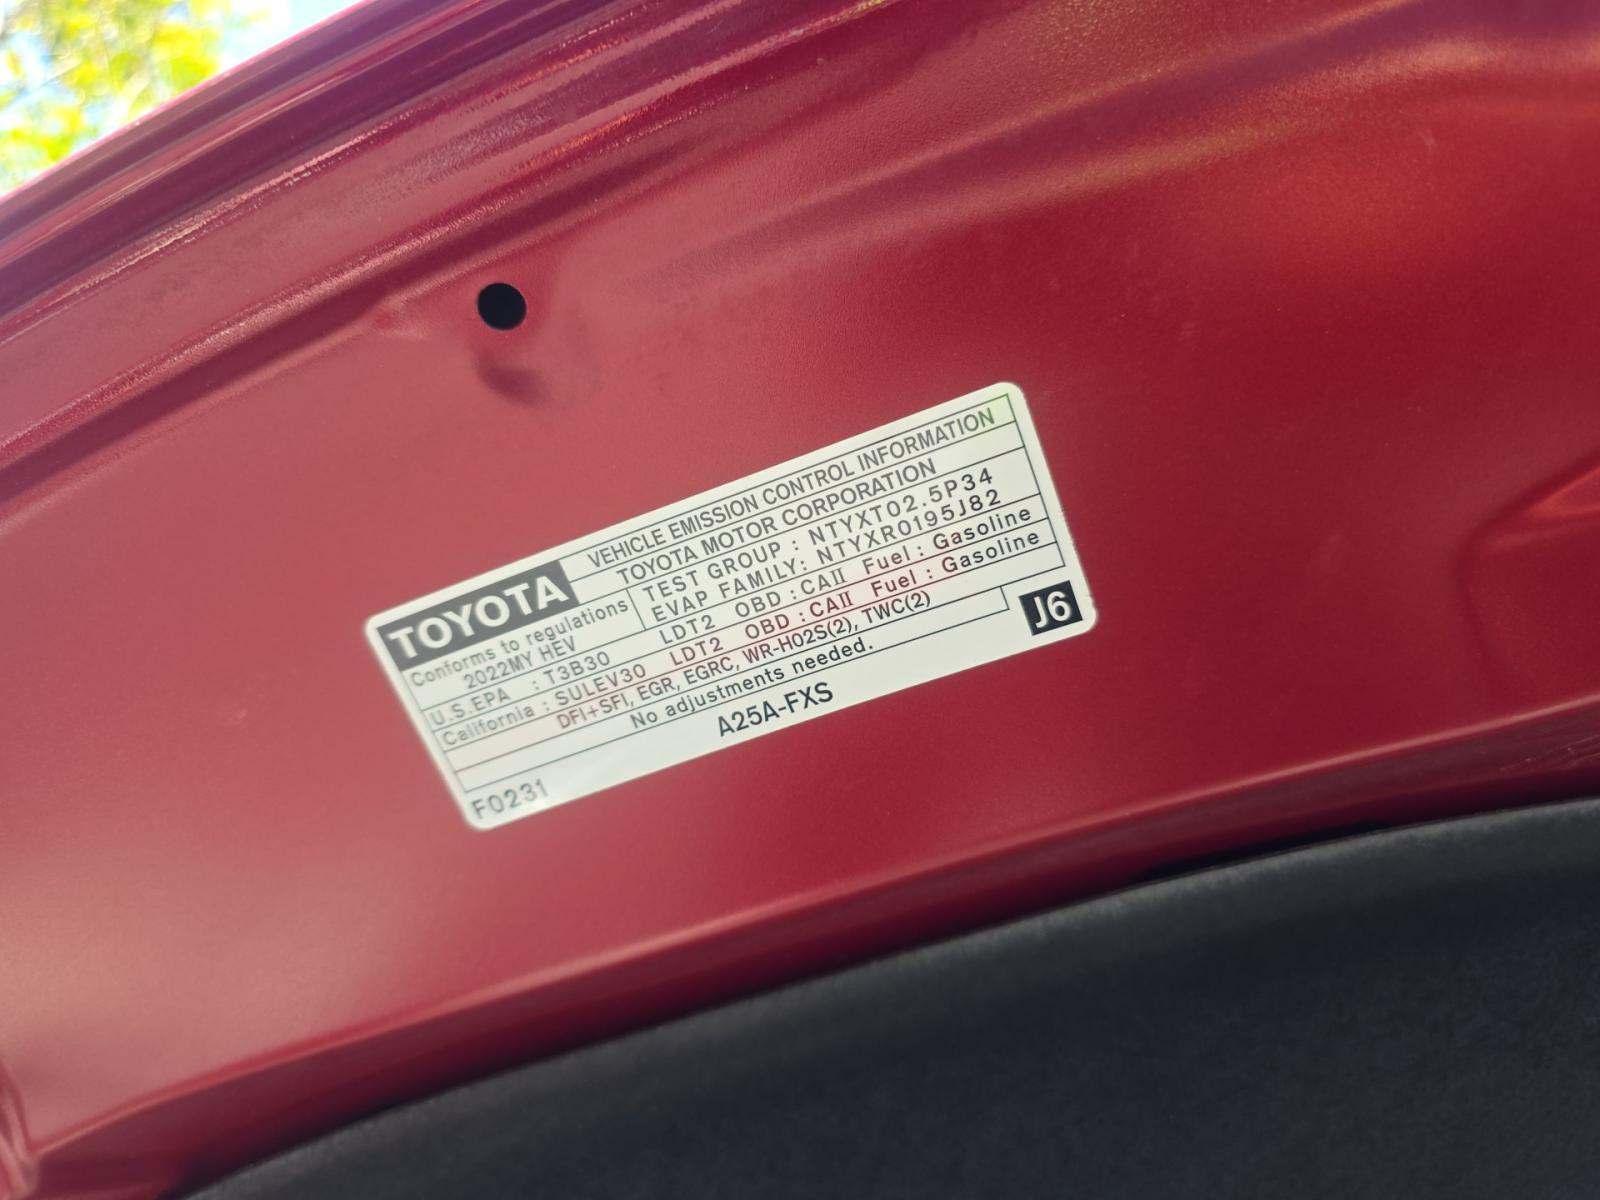 TOYOTA
VEHICLE EMISSION CONTROL INFORMATION
TOYOTA MOTOR CORPORATION
Conforms to regulations
2022MY HEV
TEST GROUP : NTYXT02.5P34
EVAP FAMILY: NTYXR0195J82
U.S.EPA : T3B30 LDT2 OBD : CAII Fuel : Gasoline
California : SULEV30 LDT2 OBD : CAII Fuel : Gasoline
DFI+SFI, EGR, EGRC, WR-HO2S(2), TWC(2)
No adjustments needed.
J6
A25A-FXS
F0231